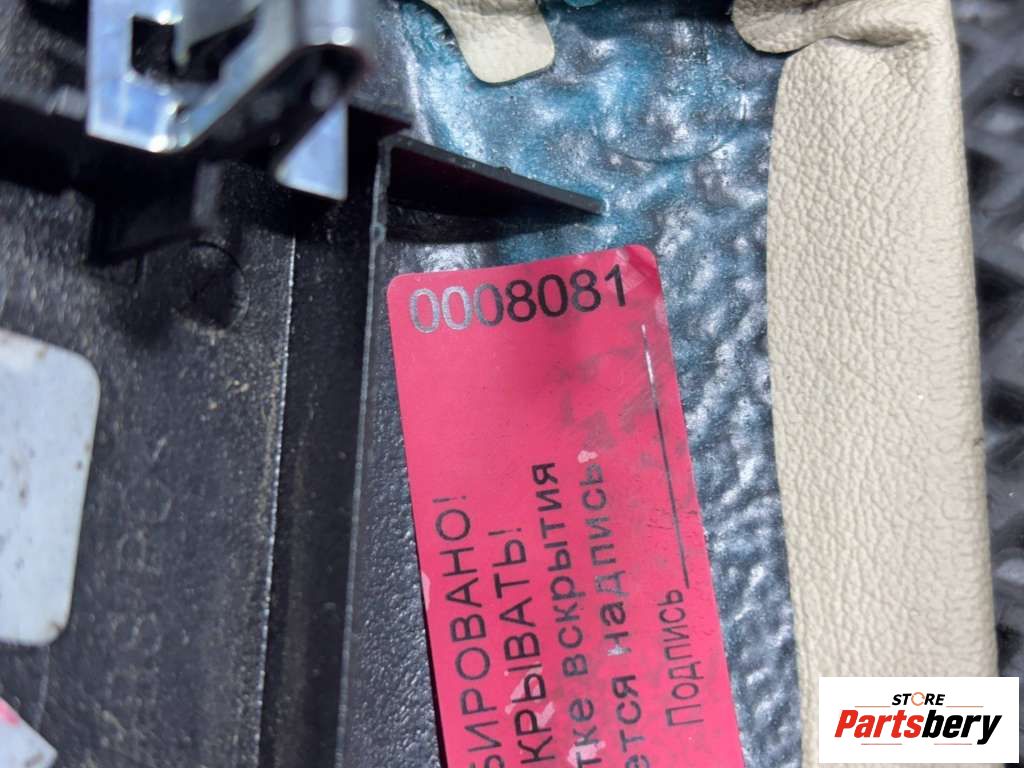 0008081
БИРОВАНО!
КРЫВАТЬ!
тке вскрытия
ется надпись
Подпись
STORE
Partsbery